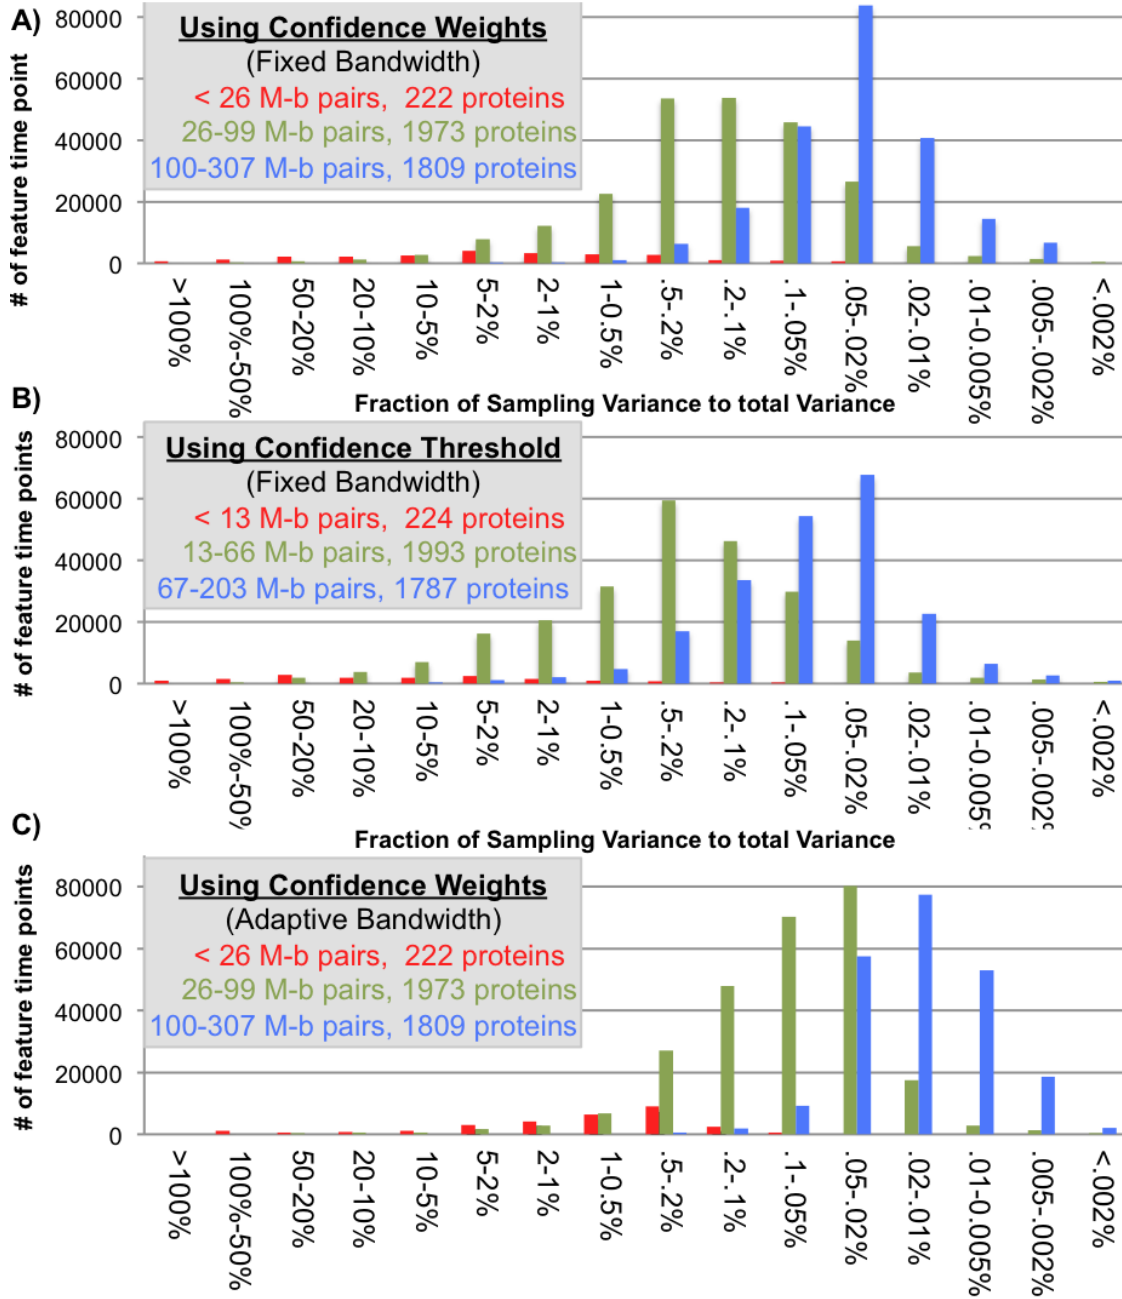 A)
80000
60000
40000
20000
0
# of feature time point
Using Confidence Weights
(Fixed Bandwidth)
< 26 M-b pairs, 222 proteins
26-99 M-b pairs, 1973 proteins
100-307 M-b pairs, 1809 proteins
>100%
100%-50%
50-20%
20-10%
10-5%
5-2%
2-1%
1-0.5%
.5-.2%
.2-.1%
.1-.05%
.05-.02%
.02-.01%
.01-0.005%
.005-.002%
<.002%
Fraction of Sampling Variance to total Variance
B)
80000
60000
40000
20000
0
# of feature time points
Using Confidence Threshold
(Fixed Bandwidth)
< 13 M-b pairs, 224 proteins
13-66 M-b pairs, 1993 proteins
67-203 M-b pairs, 1787 proteins
>100%
100%-50%
50-20%
20-10%
10-5%
5-2%
2-1%
1-0.5%
.5-.2%
.2-.1%
.1-.05%
.05-.02%
.02-.01%
.01-0.005%
.005-.002%
<.002%
Fraction of Sampling Variance to total Variance
C)
80000
60000
40000
20000
0
# of feature time points
Using Confidence Weights
(Adaptive Bandwidth)
< 26 M-b pairs, 222 proteins
26-99 M-b pairs, 1973 proteins
100-307 M-b pairs, 1809 proteins
>100%
100%-50%
50-20%
20-10%
10-5%
5-2%
2-1%
1-0.5%
.5-.2%
.2-.1%
.1-.05%
.05-.02%
.02-.01%
.01-0.005%
.005-.002%
<.002%